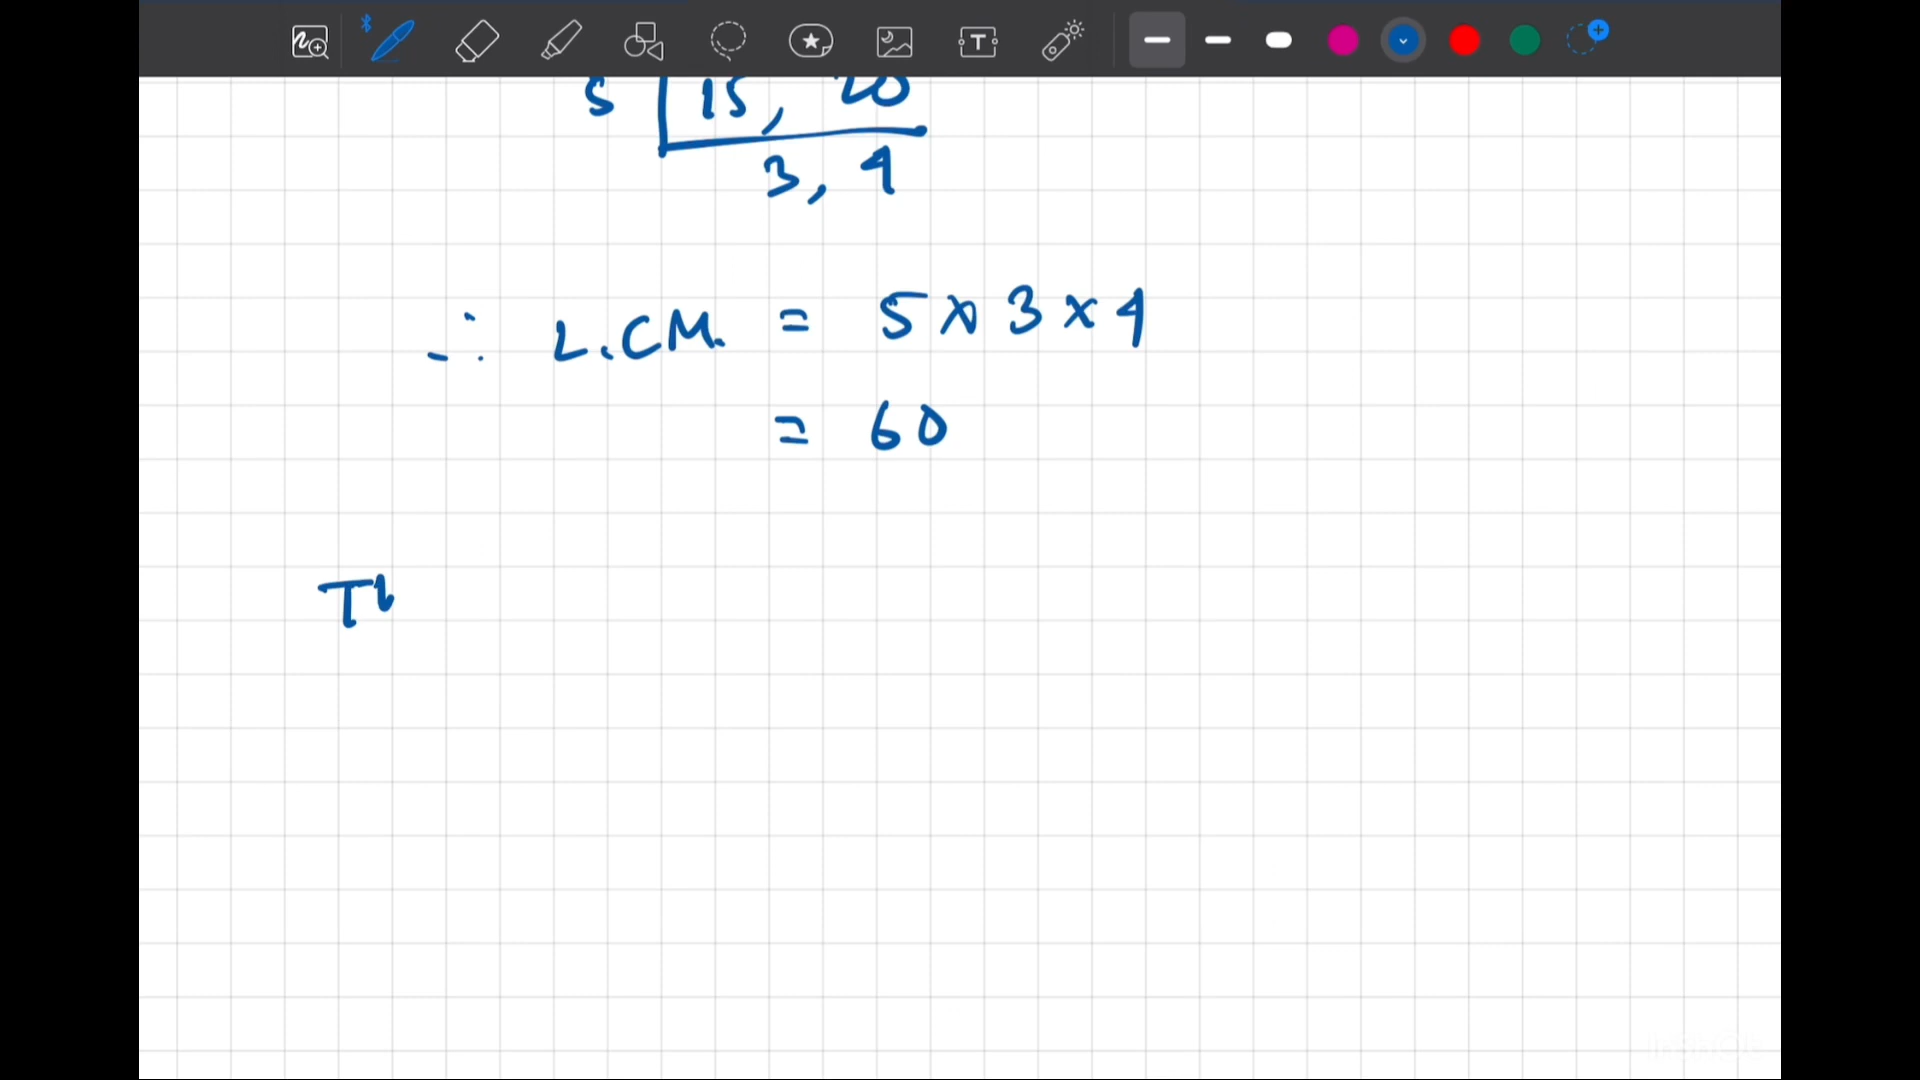 5 | 15, 20
3, 4
∴ L.CM. = 5 × 3 × 4
= 60